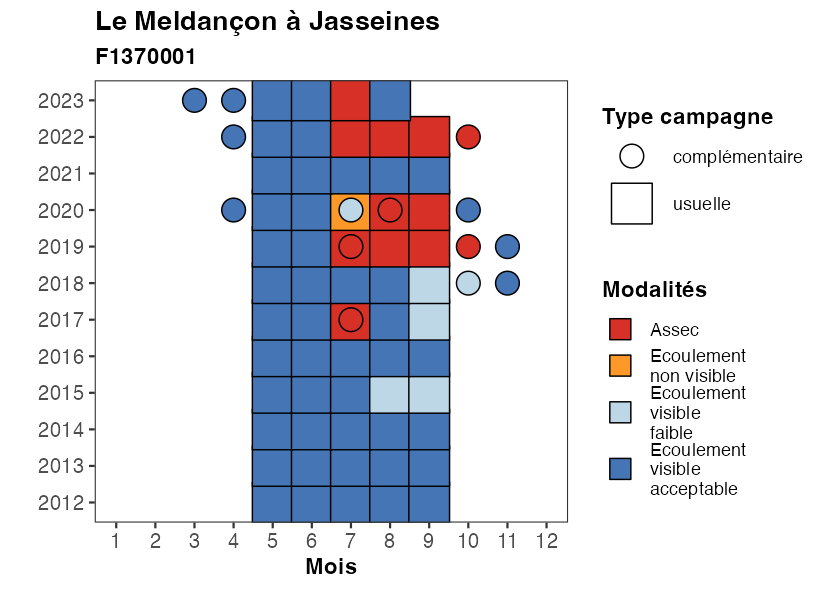 Le Meldançon à Jasseines
F1370001
2023
2022
2021
2020
2019
2018
2017
2016
2015
2014
2013
2012
1 2 3 4 5 6 7 8 9 10 11 12
Mois
Type campagne
complémentaire
usuelle
Modalités
Assec
Ecoulement
non visible
Ecoulement
visible
faible
Ecoulement
visible
acceptable